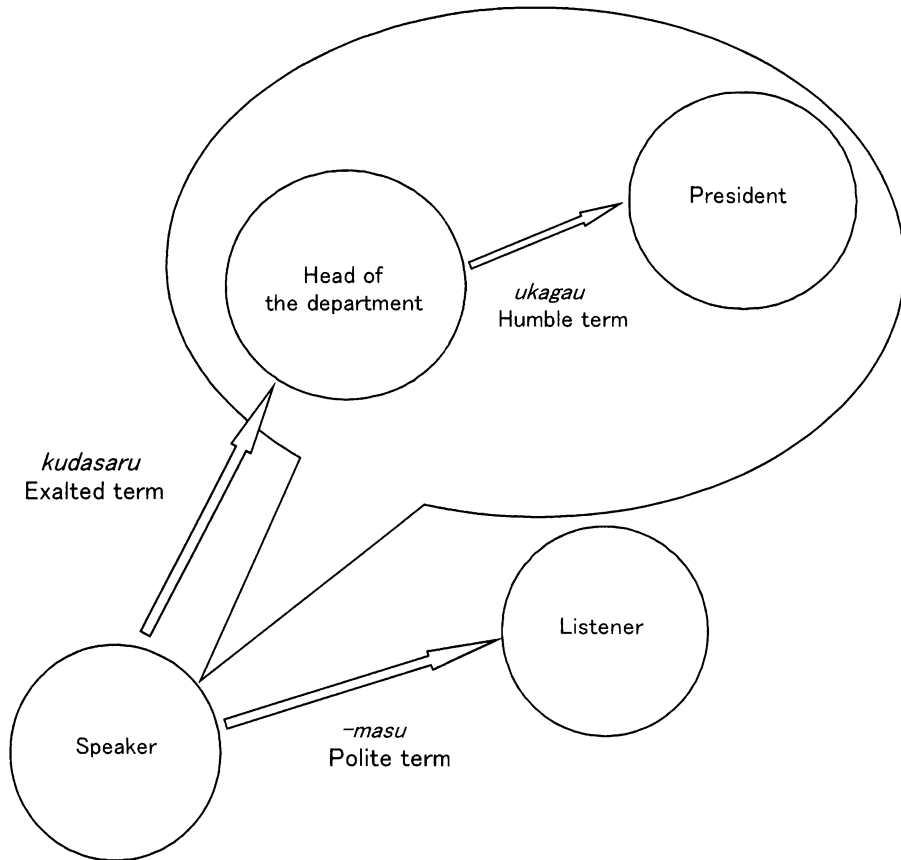 President
Head of
the department
ukagau
Humble term
kudasaru
Exalted term
Listener
Speaker
-masu
Polite term